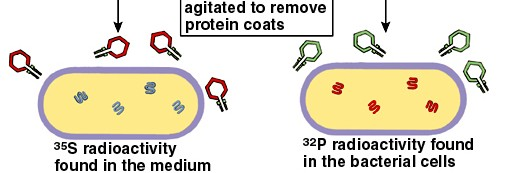 agitated to remove
protein coats
³⁵S radioactivity
found in the medium
³²P radioactivity found
in the bacterial cells